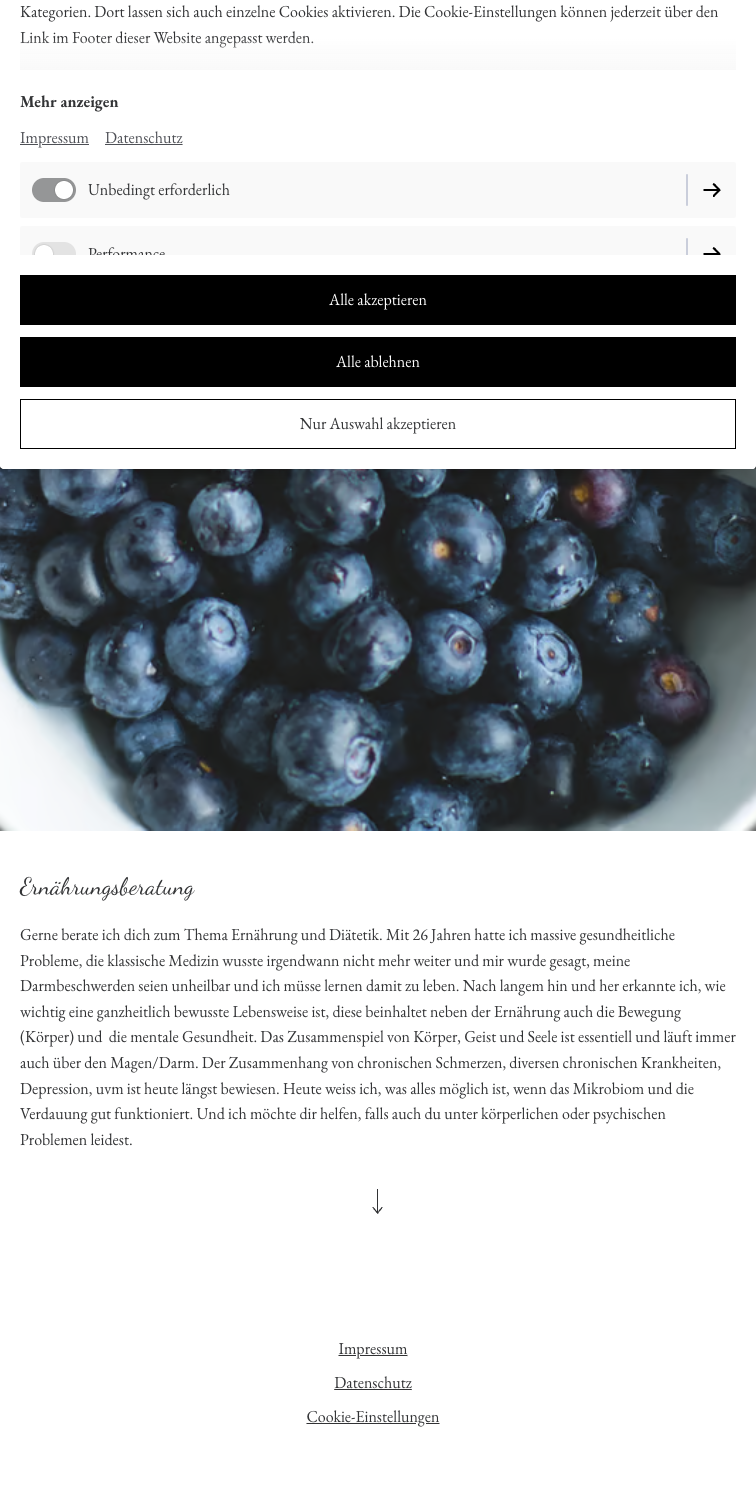 Kategorien. Dort lassen sich auch einzelne Cookies aktivieren. Die Cookie-Einstellungen können jederzeit über den
Link im Footer dieser Website angepasst werden.
Mehr anzeigen
Impressum Datenschutz
Unbedingt erforderlich
Performance
Alle akzeptieren
Alle ablehnen
Nur Auswahl akzeptieren
Ernährungsberatung
Gerne berate ich dich zum Thema Ernährung und Diätetik. Mit 26 Jahren hatte ich massive gesundheitliche
Probleme, die klassische Medizin wusste irgendwann nicht mehr weiter und mir wurde gesagt, meine
Darmbeschwerden seien unheilbar und ich müsse lernen damit zu leben. Nach langem hin und her erkannte ich, wie
wichtig eine ganzheitlich bewusste Lebensweise ist, diese beinhaltet neben der Ernährung auch die Bewegung
(Körper) und  die mentale Gesundheit. Das Zusammenspiel von Körper, Geist und Seele ist essentiell und läuft immer
auch über den Magen/Darm. Der Zusammenhang von chronischen Schmerzen, diversen chronischen Krankheiten,
Depression, uvm ist heute längst bewiesen. Heute weiss ich, was alles möglich ist, wenn das Mikrobiom und die
Verdauung gut funktioniert. Und ich möchte dir helfen, falls auch du unter körperlichen oder psychischen
Problemen leidest.
Impressum
Datenschutz
Cookie-Einstellungen